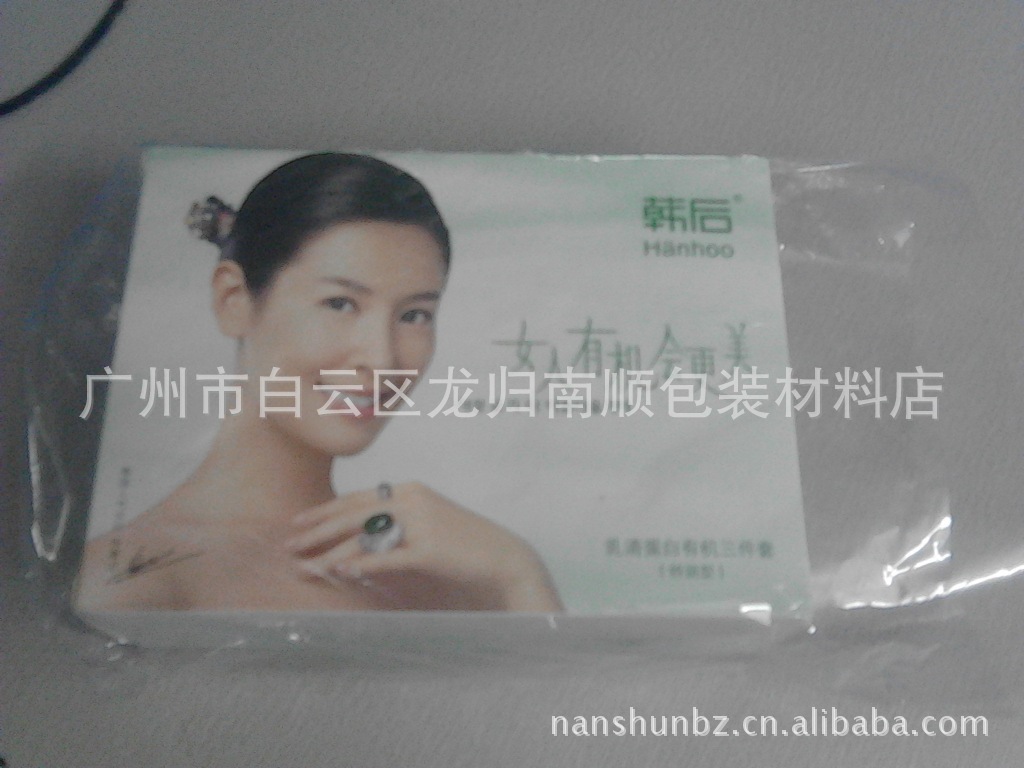 韩后®
Hanhoo
女人有机会更美
广州市白云区龙归南顺包装材料店
乳清蛋白有机三件套
nanshunbz.cn.alibaba.com